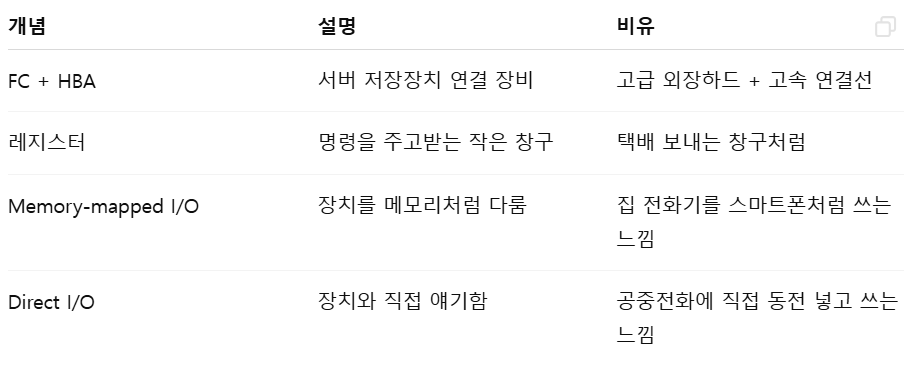 개념 설명 비유
FC + HBA 서버 저장장치 연결 장비 고급 외장하드 + 고속 연결선
레지스터 명령을 주고받는 작은 창구 택배 보내는 창구처럼
Memory-mapped I/O 장치를 메모리처럼 다룸 집 전화기를 스마트폰처럼 쓰는
느낌
Direct I/O 장치와 직접 얘기함 공중전화에 직접 동전 넣고 쓰는
느낌